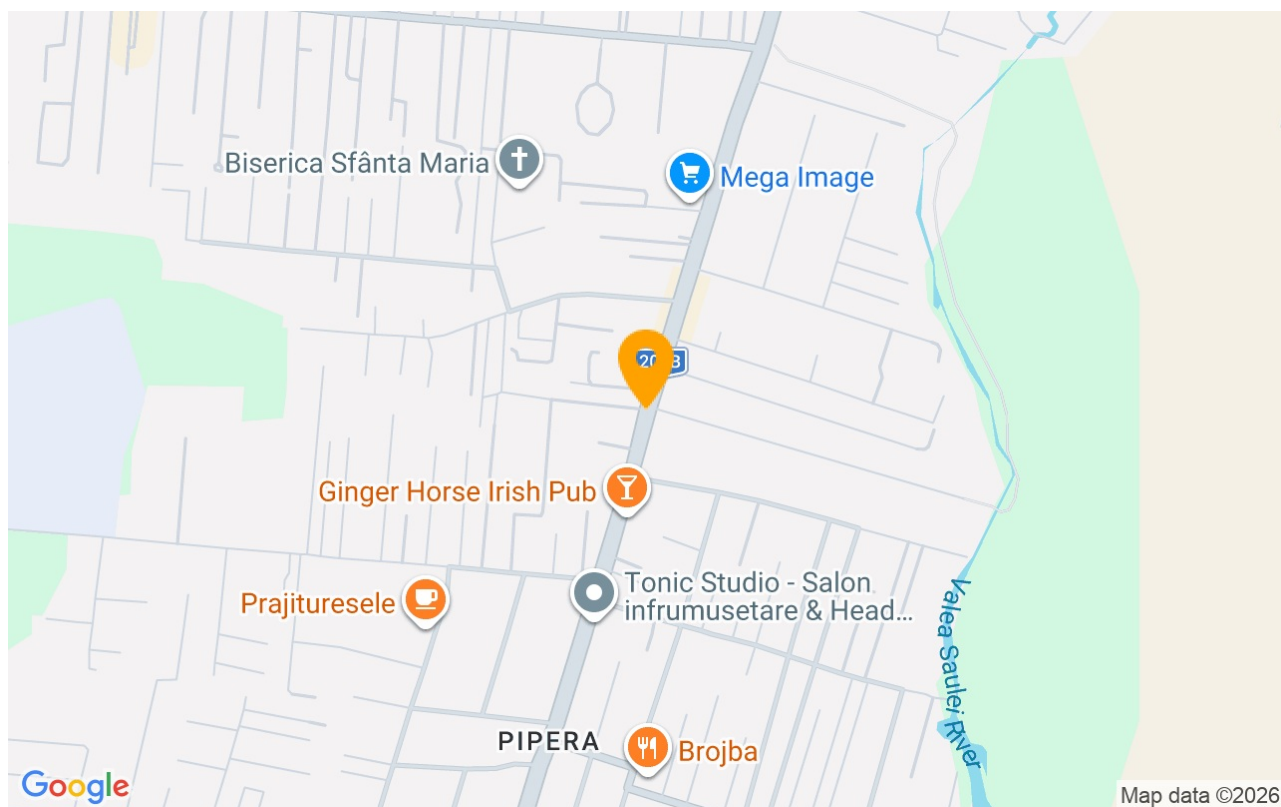 Biserica Sfânta Maria
Mega Image
Ginger Horse Irish Pub
Tonic Studio - Salon
infrumusetare & Head...
Prajituresele
Valea Saulei River
PIPERA
Brojba
Google
Map data ©2026